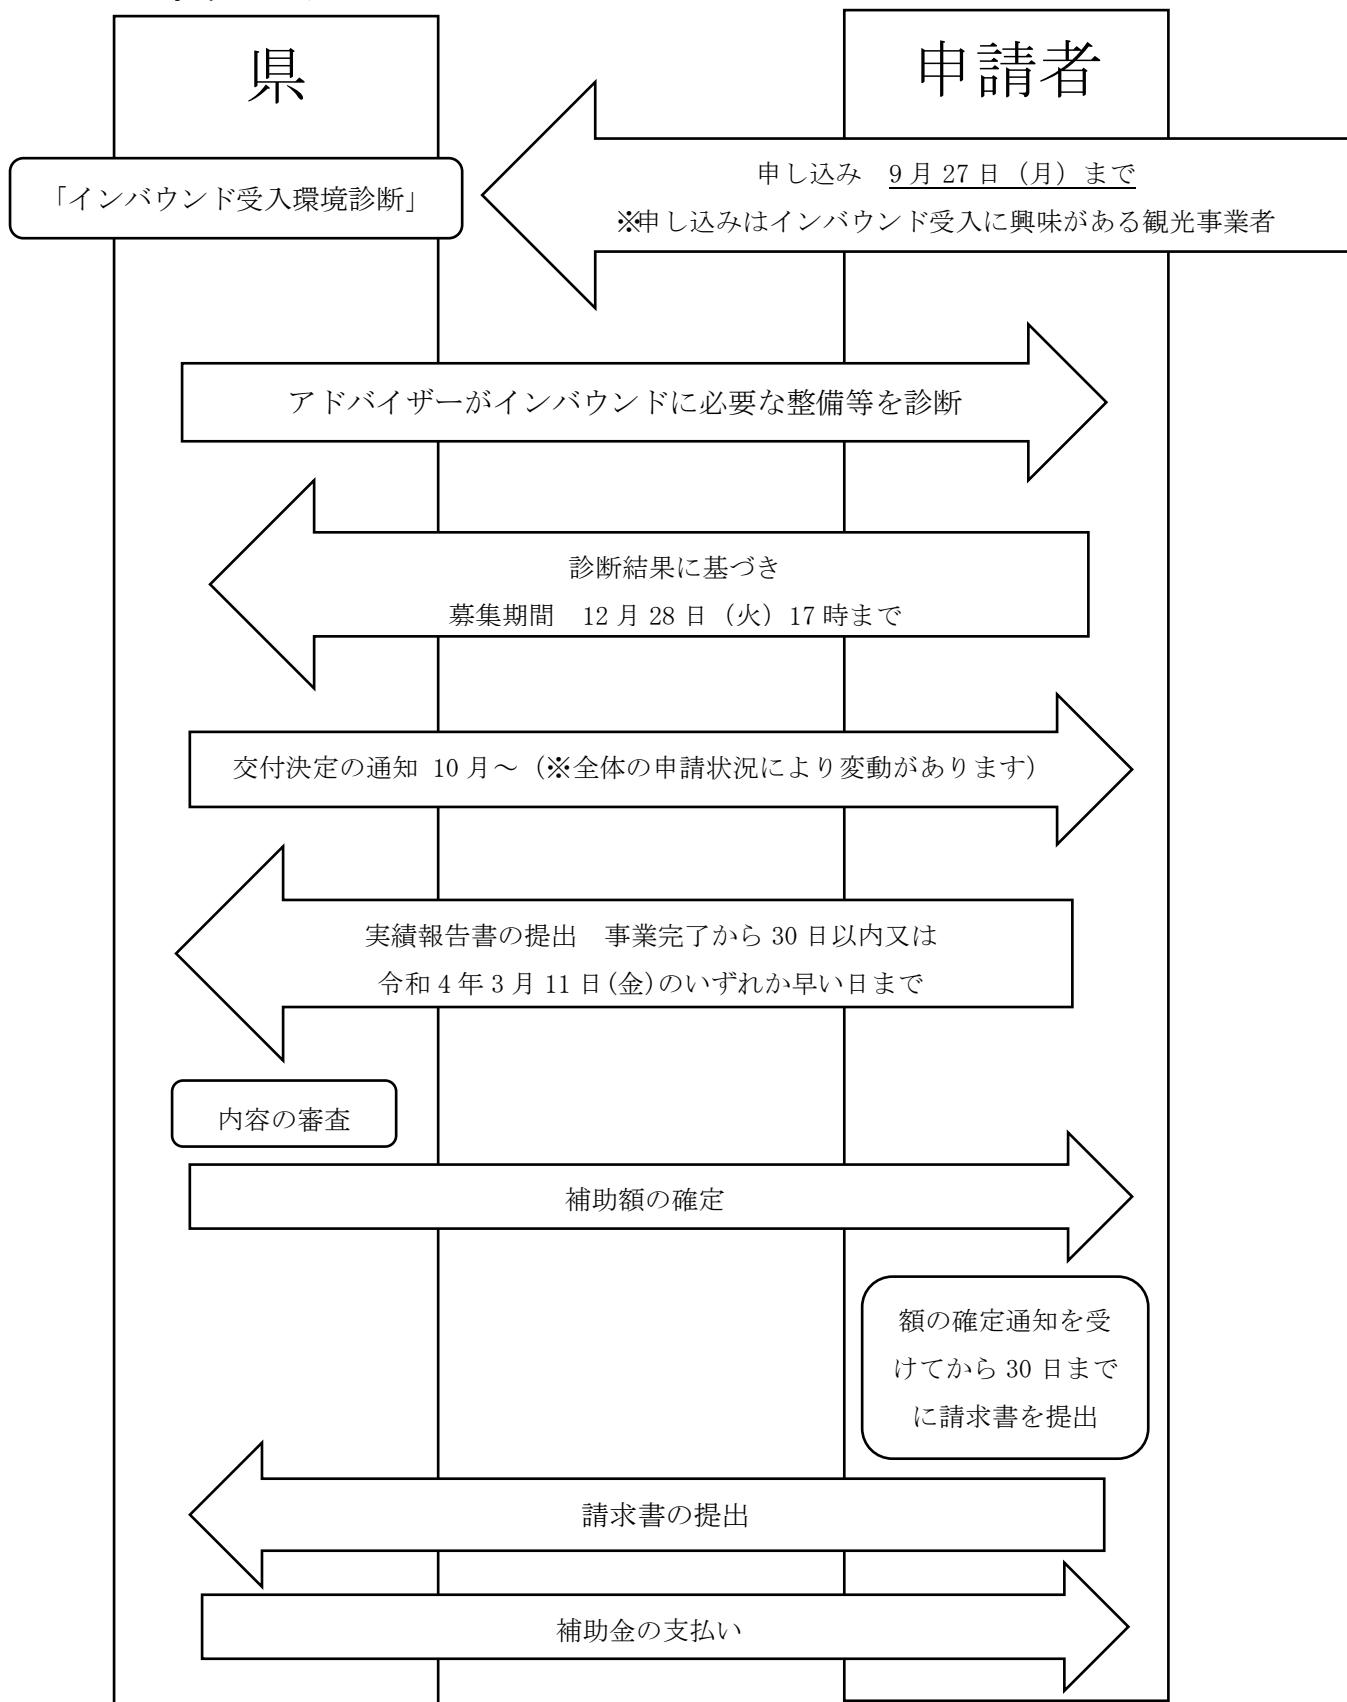 県
申請者
「インバウンド受入環境診断」
申し込み　9月27日（月）まで
※申し込みはインバウンド受入に興味がある観光事業者
アドバイザーがインバウンドに必要な整備等を診断
診断結果に基づき
募集期間　12月28日（火）17時まで
交付決定の通知 10月～（※全体の申請状況により変動があります）
実績報告書の提出　事業完了から30日以内又は
令和4年3月11日(金)のいずれか早い日まで
内容の審査
補助額の確定
額の確定通知を受
けてから30日まで
に請求書を提出
請求書の提出
補助金の支払い